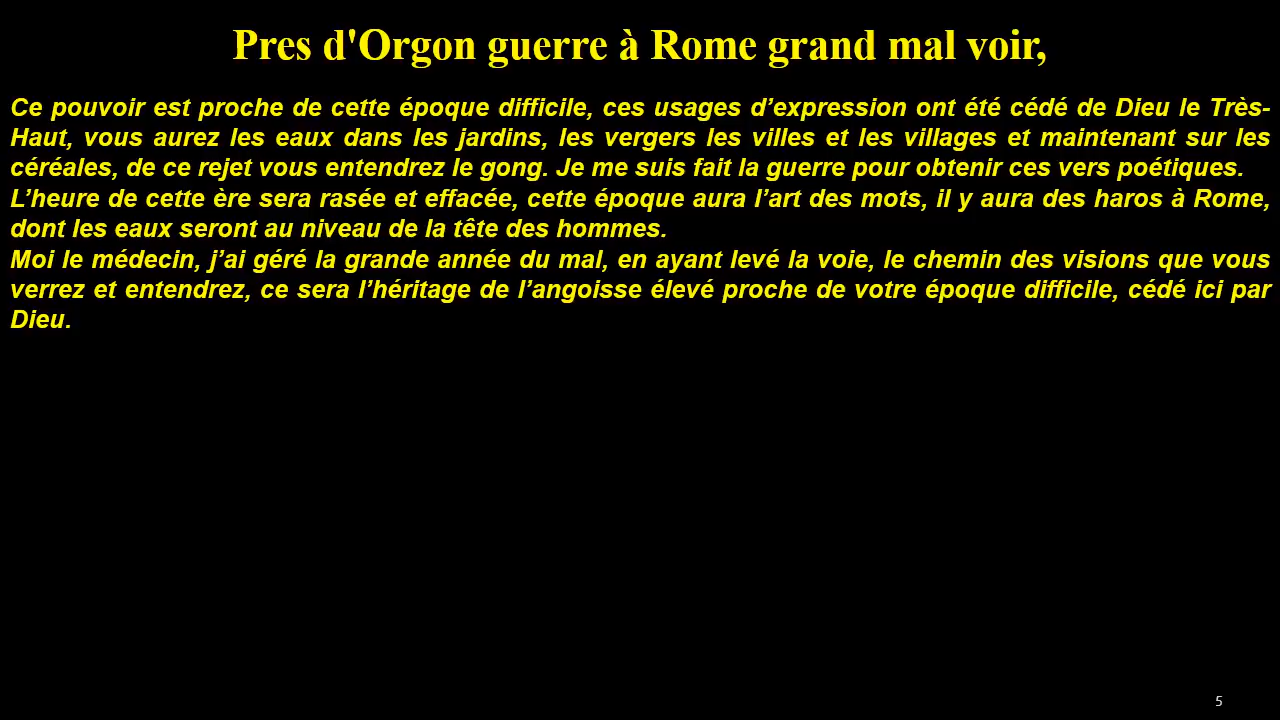 Pres d'Orgon guerre à Rome grand mal voir,
Ce pouvoir est proche de cette époque difficile, ces usages d’expression ont été cédé de Dieu le Très-
Haut, vous aurez les eaux dans les jardins, les vergers les villes et les villages et maintenant sur les
céréales, de ce rejet vous entendrez le gong. Je me suis fait la guerre pour obtenir ces vers poétiques.
L’heure de cette ère sera rasée et effacée, cette époque aura l’art des mots, il y aura des haros à Rome,
dont les eaux seront au niveau de la tête des hommes.
Moi le médecin, j’ai géré la grande année du mal, en ayant levé la voie, le chemin des visions que vous
verrez et entendrez, ce sera l’héritage de l’angoisse élevé proche de votre époque difficile, cédé ici par
Dieu.
5